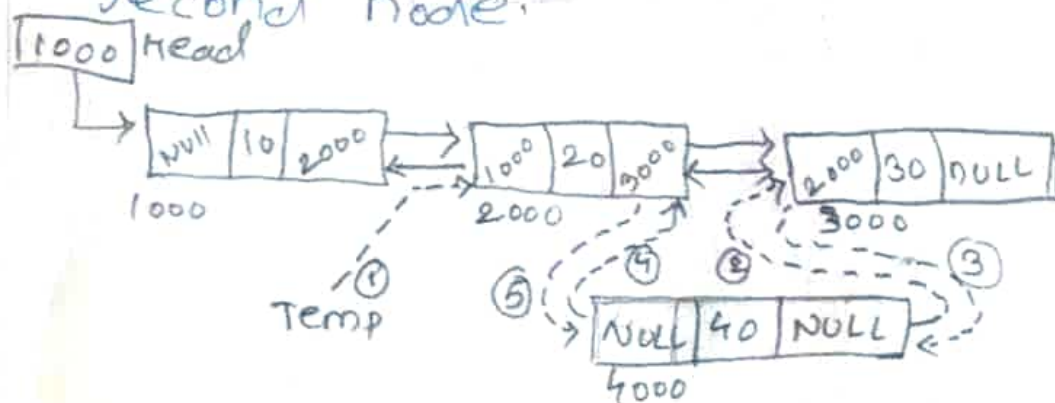 second node.
1000 Head
NULL 10 2000 1000 20 3000 2000 30 NULL
1000 2000 3000
① ⑤ ④ ② ③
Temp
NULL 40 NULL
4000